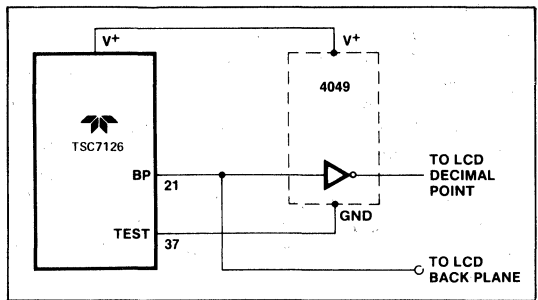 V+
V+
4049
TSC7126
BP
21
TO LCD
DECIMAL
POINT
GND
TEST
37
TO LCD
BACK PLANE